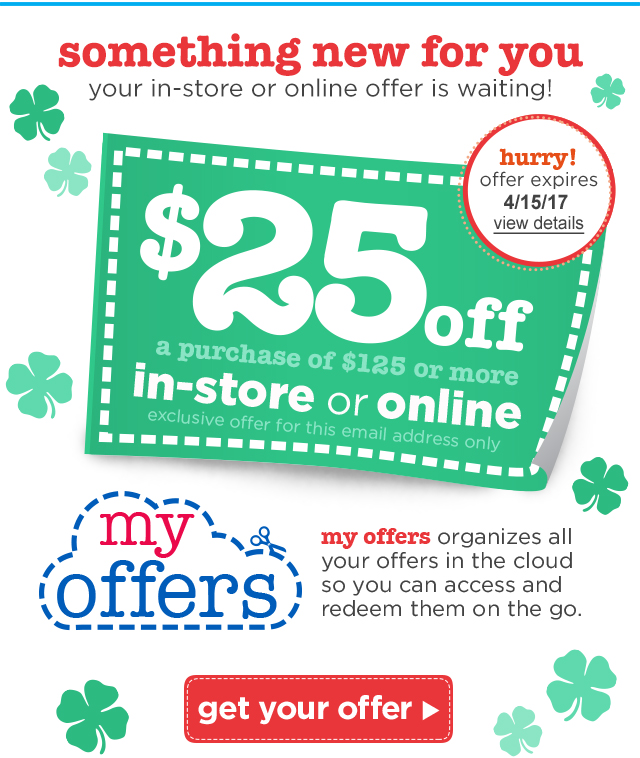 something new for you
your in-store or online offer is waiting!
hurry!
offer expires
4/15/17
view details
$25 off
a purchase of $125 or more
in-store or online
exclusive offer for this email address only
my
offers
my offers organizes all
your offers in the cloud
so you can access and
redeem them on the go.
get your offer ▶